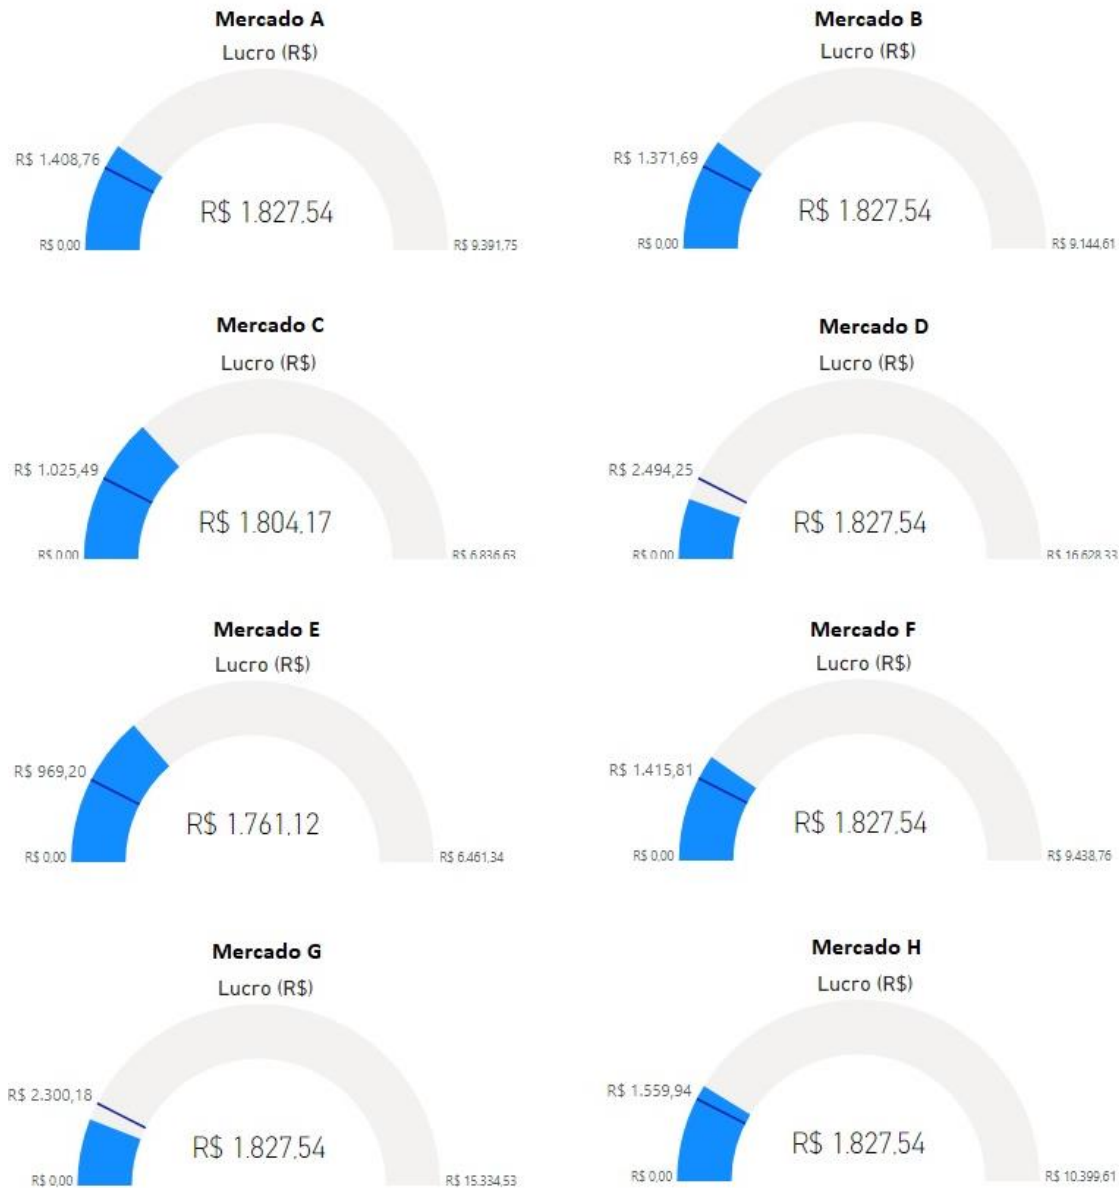 Mercado A
Lucro (R$)
R$ 1.408,76
R$ 1.827,54
R$ 0,00
R$ 9.391,75
Mercado B
Lucro (R$)
R$ 1.371,69
R$ 1.827,54
R$ 0,00
R$ 9.144,61
Mercado C
Lucro (R$)
R$ 1.025,49
R$ 1.804,17
R$ 0,00
R$ 6.836,63
Mercado D
Lucro (R$)
R$ 2.494,25
R$ 1.827,54
R$ 0,00
R$ 16.628,33
Mercado E
Lucro (R$)
R$ 969,20
R$ 1.761,12
R$ 0,00
R$ 6.461,34
Mercado F
Lucro (R$)
R$ 1.415,81
R$ 1.827,54
R$ 0,00
R$ 9.438,76
Mercado G
Lucro (R$)
R$ 2.300,18
R$ 1.827,54
R$ 0,00
R$ 15.334,53
Mercado H
Lucro (R$)
R$ 1.559,94
R$ 1.827,54
R$ 0,00
R$ 10.399,61